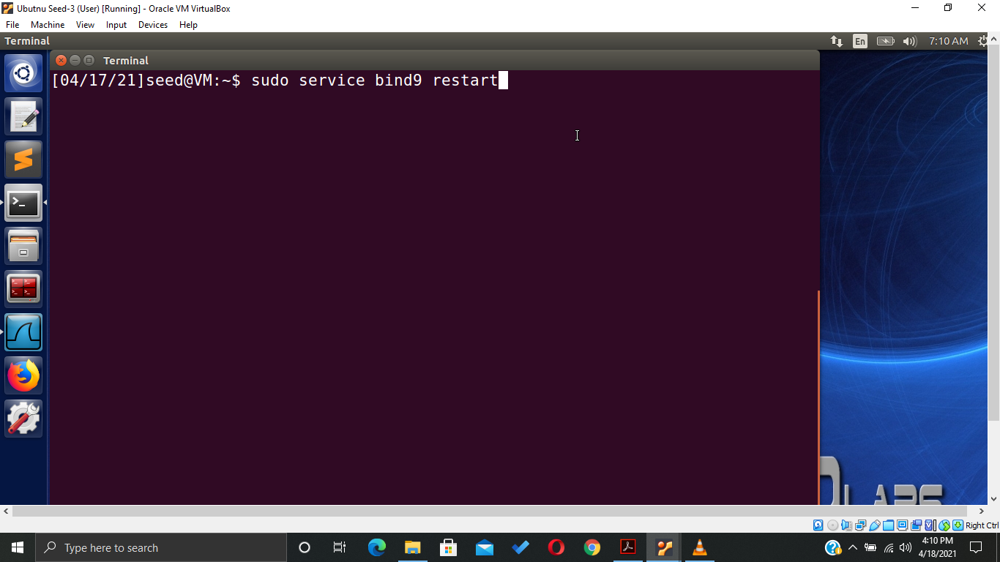 Ubutnu Seed-3 (User) [Running] - Oracle VM VirtualBox
File Machine View Input Devices Help
Terminal
En
7:10 AM
Terminal
[04/17/21]seed@VM:~$ sudo service bind9 restart
LABS
Right Ctrl
Type here to search
4:10 PM
4/18/2021